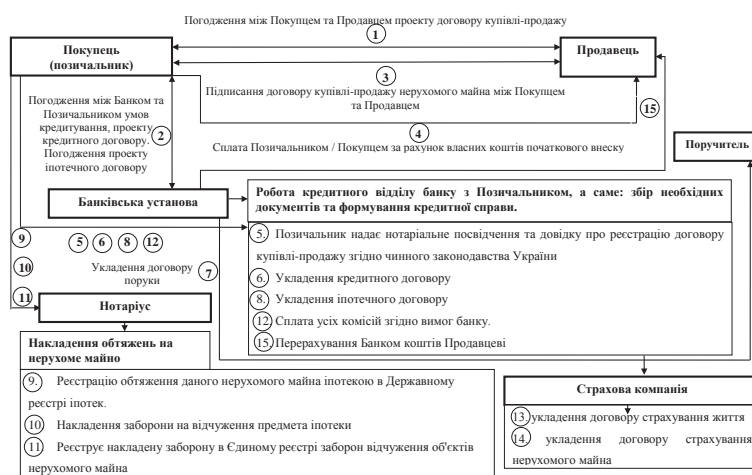 Погодження між Покупцем та Продавцем проекту договору купівлі-продажу
1
Покупець
(позичальник)
Продавець
3
Підписання договору купівлі-продажу нерухомого майна між Покупцем
та Продавцем
15
Погодження між Банком та
Позичальником умов
кредитування, проекту
кредитного договору.
Погодження проекту
іпотечного договору
2
4
Сплата Позичальником / Покупцем за рахунок власних коштів початкового внеску
Поручитель
Банківська установа
Робота кредитного відділу банку з Позичальником, а саме: збір необхідних
документів та формування кредитної справи.
9
5 6 8 12
10
Укладення договору
поруки
7
11
Нотаріус
5. Позичальник надає нотаріальне посвідчення та довідку про реєстрацію договору
купівлі-продажу згідно чинного законодавства України
6. Укладення кредитного договору
8. Укладення іпотечного договору
12. Сплата усіх комісій згідно вимог банку.
15. Перерахування Банком коштів Продавцеві
Накладення обтяжень на
нерухоме майно
9. Реєстрацію обтяження даного нерухомого майна іпотекою в Державному
реєстрі іпотек.
10 Накладення заборони на відчуження предмета іпотеки
11 Реєструє накладену заборону в Єдиному реєстрі заборон відчуження об'єктів
нерухомого майна
Страхова компанія
13. укладення договору страхування життя
14. укладення договору страхування
нерухомого майна